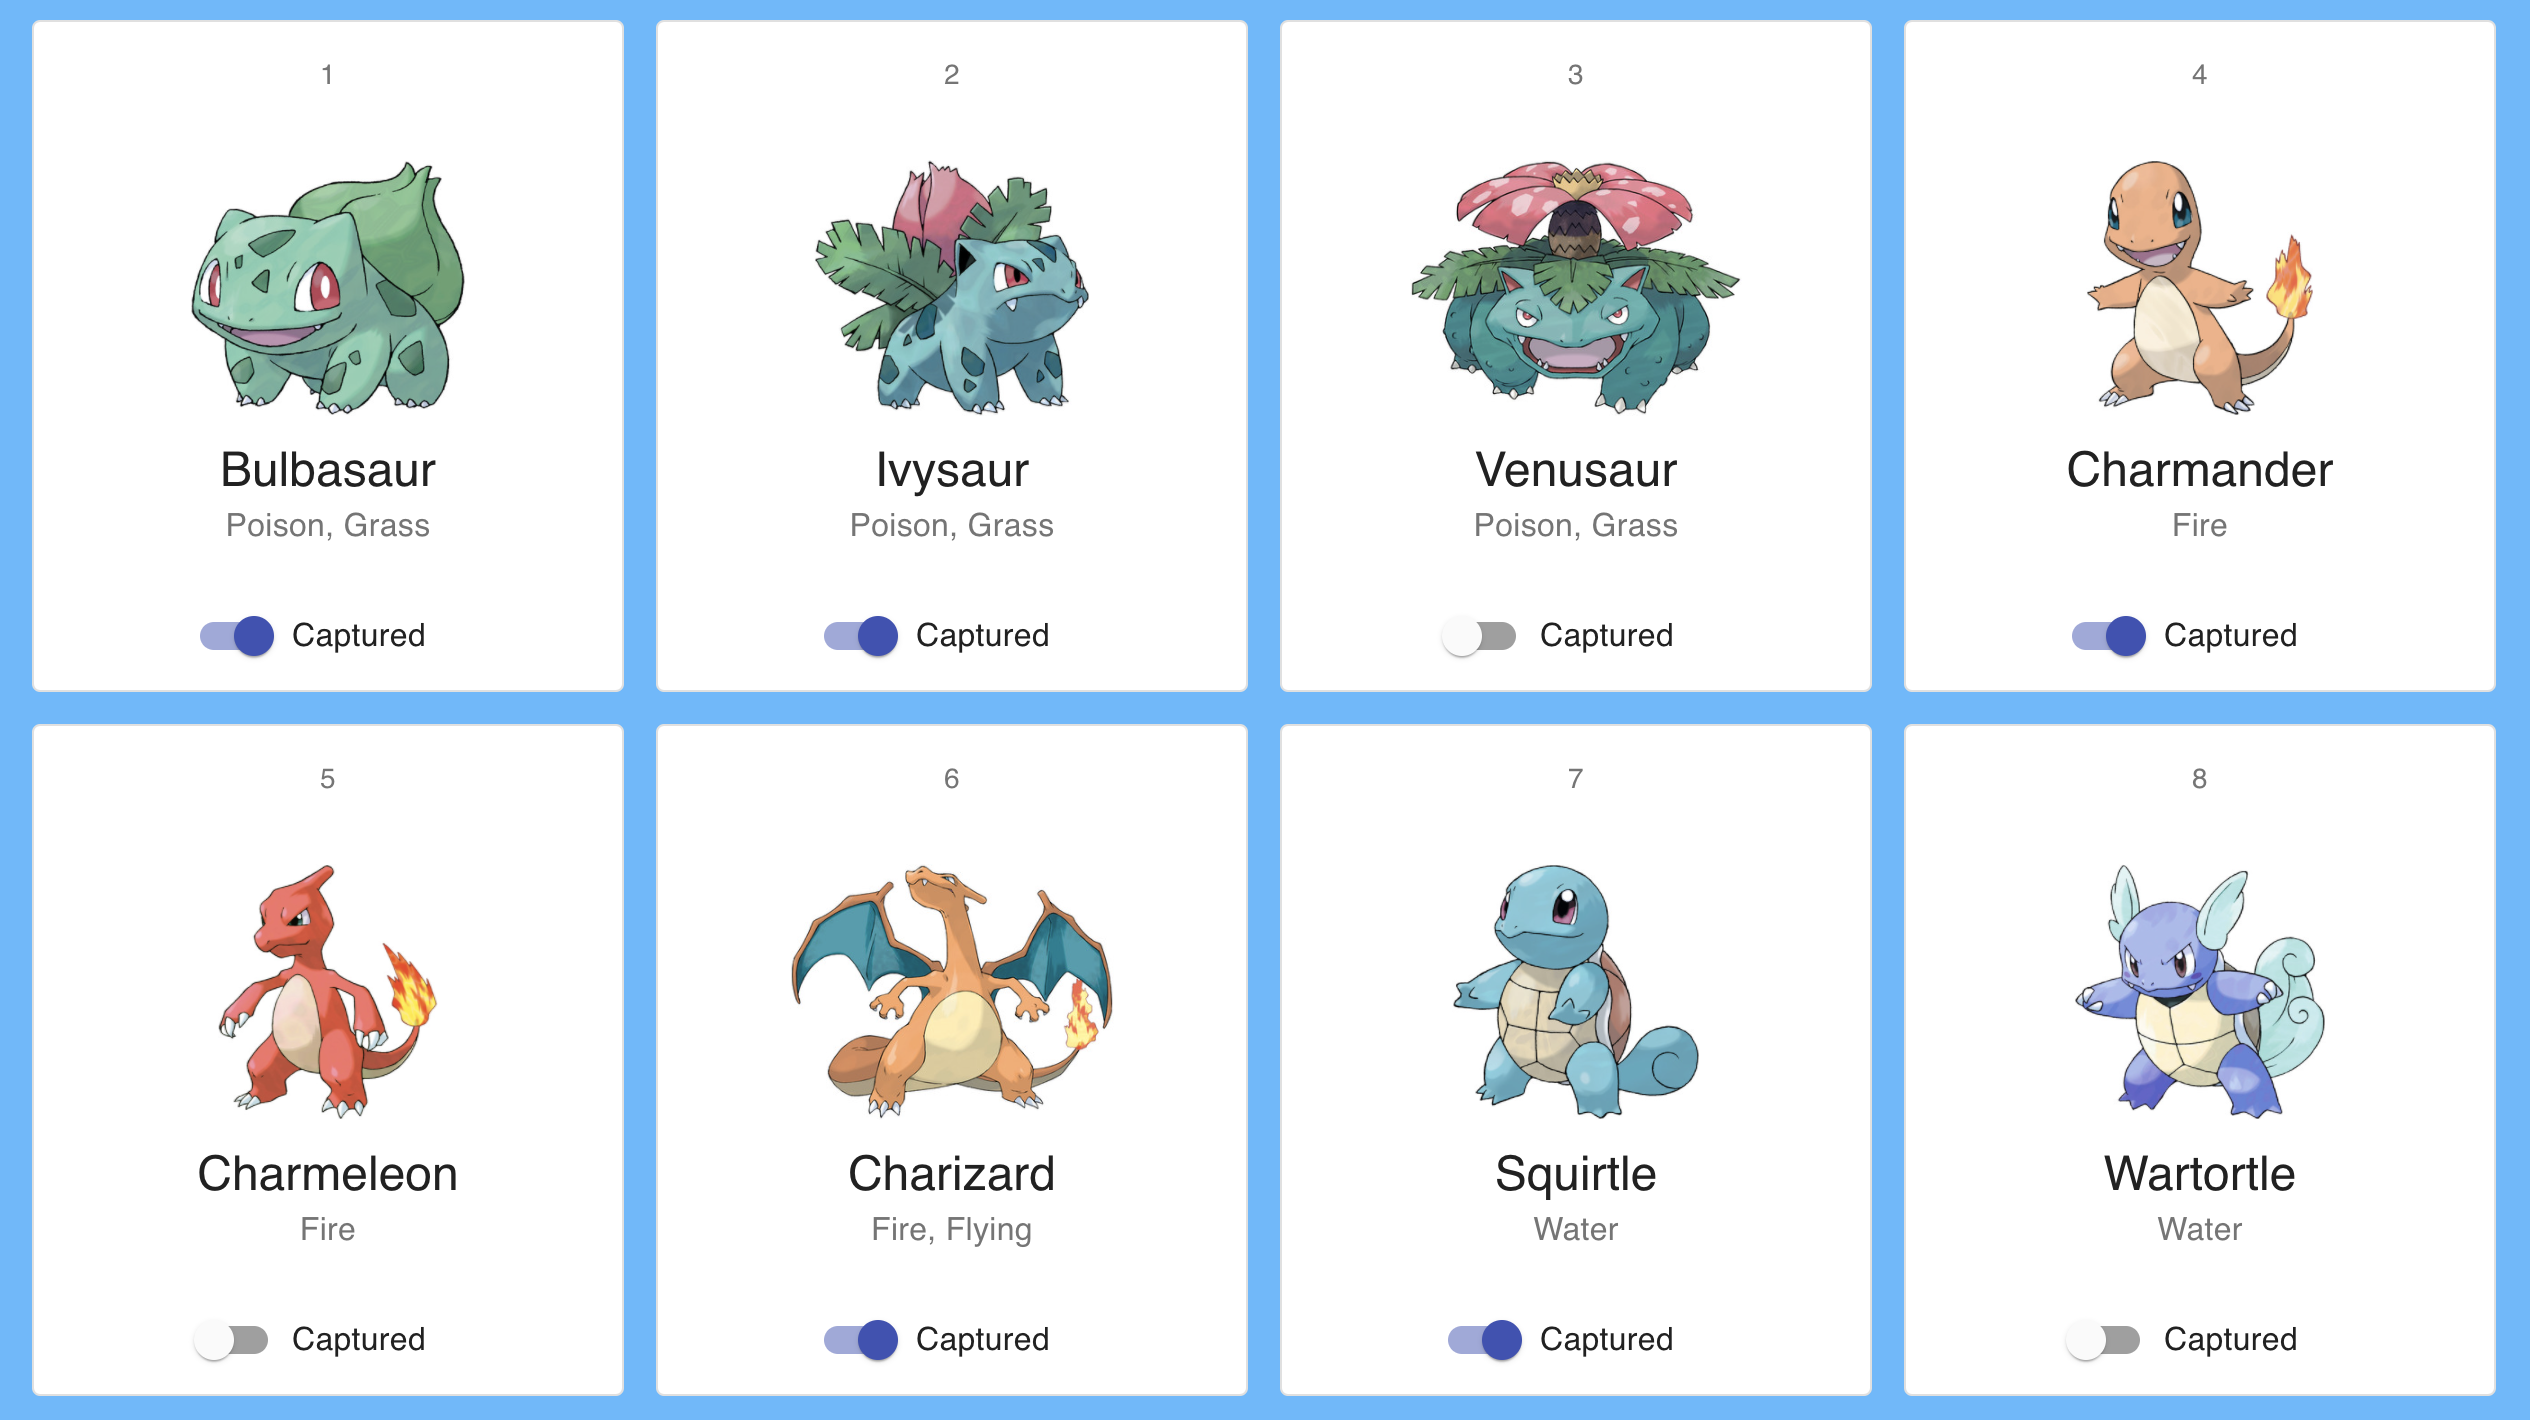 1
Bulbasaur
Poison, Grass
Captured
2
Ivysaur
Poison, Grass
Captured
3
Venusaur
Poison, Grass
Captured
4
Charmander
Fire
Captured
5
Charmeleon
Fire
Captured
6
Charizard
Fire, Flying
Captured
7
Squirtle
Water
Captured
8
Wartortle
Water
Captured